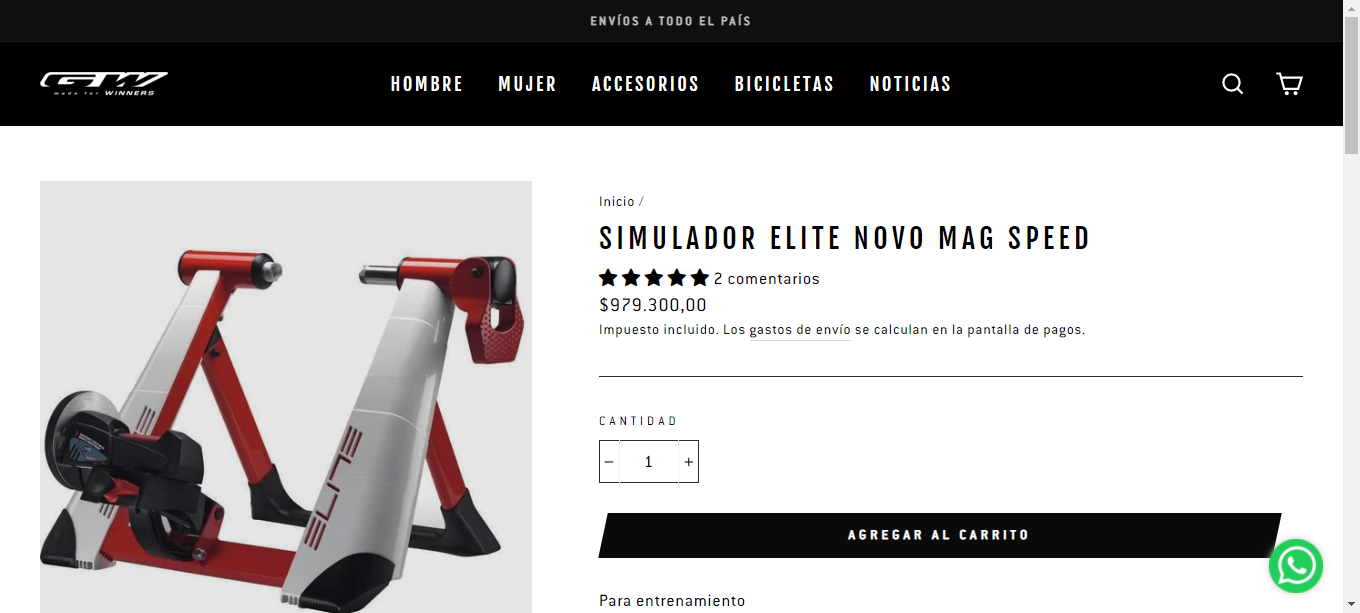 ENVÍOS A TODO EL PAÍS
GW
made for WINNERS
HOMBRE MUJER ACCESORIOS BICICLETAS NOTICIAS
Inicio /
SIMULADOR ELITE NOVO MAG SPEED
2 comentarios
$979.300,00
Impuesto incluido. Los gastos de envío se calculan en la pantalla de pagos.
CANTIDAD
− 1 +
AGREGAR AL CARRITO
Para entrenamiento
ELITE